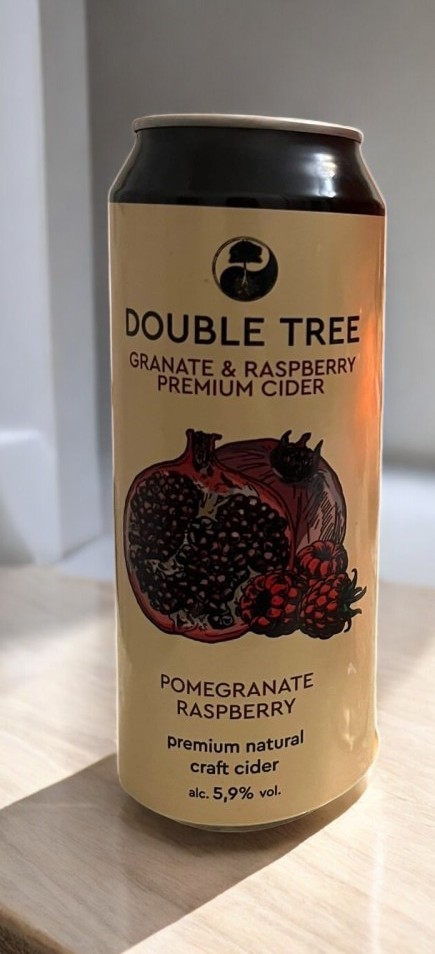 DOUBLE TREE
GRANATE & RASPBERRY
PREMIUM CIDER
POMEGRANATE
RASPBERRY
premium natural
craft cider
alc. 5,9% vol.